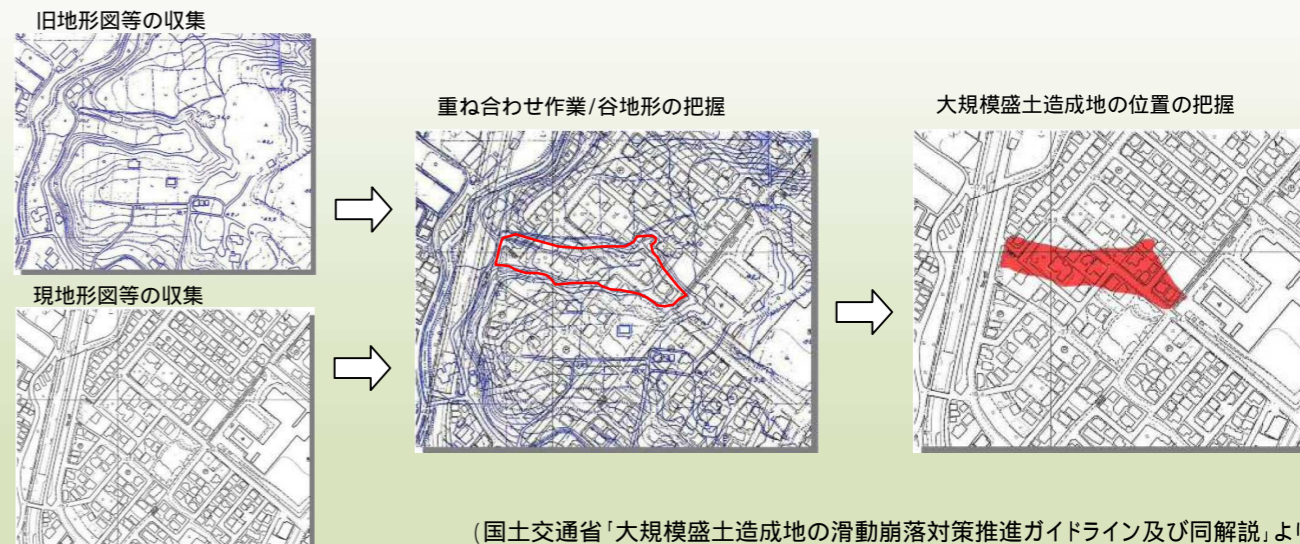 旧地形図等の収集
重ね合わせ作業/谷地形の把握
大規模盛土造成地の位置の把握
現地形図等の収集
(国土交通省「大規模盛土造成地の滑動崩落対策推進ガイドライン及び同解説」より